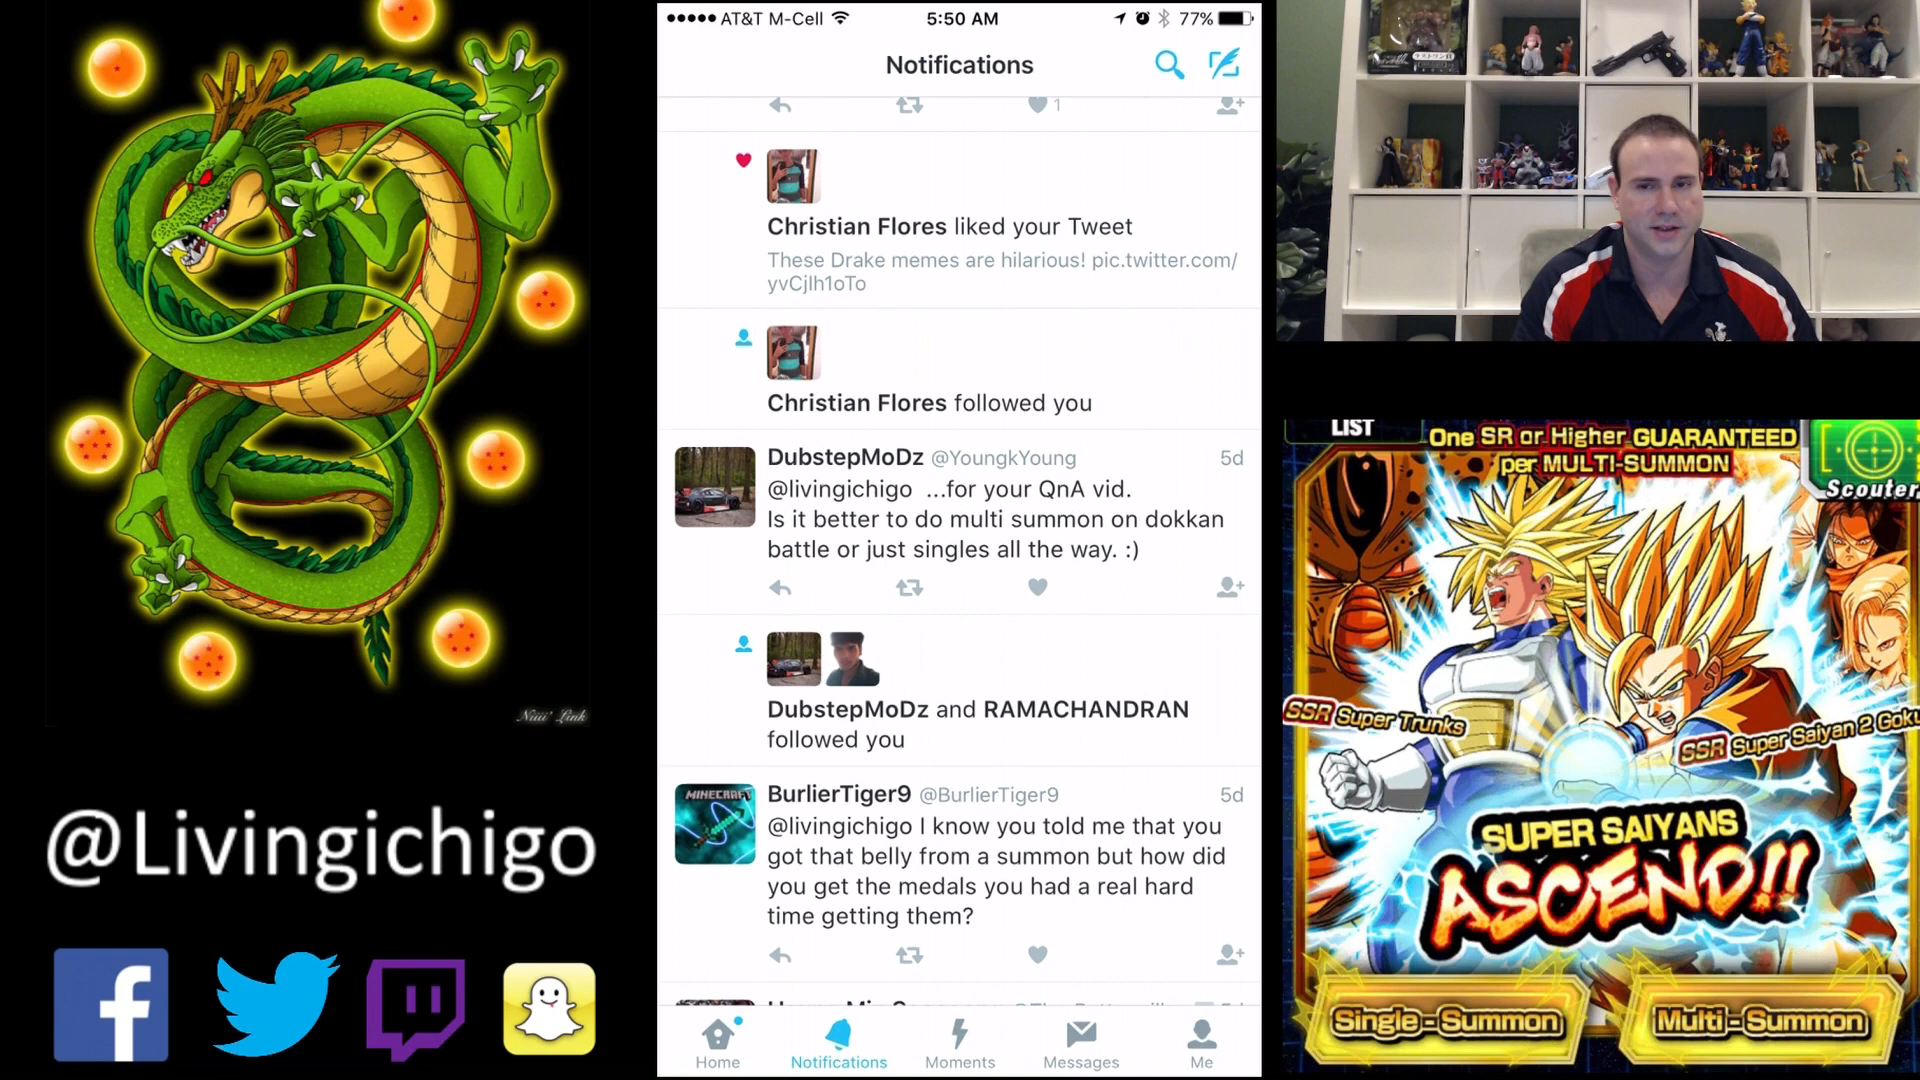 Niiii' Link
@Livingichigo
AT&T M-Cell
5:50 AM
77%
Notifications
1
Christian Flores liked your Tweet
These Drake memes are hilarious! pic.twitter.com/
yvCjlh1oTo
Christian Flores followed you
DubstepMoDz @YoungkYoung 5d
@livingichigo ...for your QnA vid.
Is it better to do multi summon on dokkan
battle or just singles all the way. :)
DubstepMoDz and RAMACHANDRAN
followed you
MINECRAFT
BurlierTiger9 @BurlierTiger9 5d
@livingichigo I know you told me that you
got that belly from a summon but how did
you get the medals you had a real hard
time getting them?
Home
Notifications
Moments
Messages
Me
LIST
One SR or Higher GUARANTEED
per MULTI-SUMMON
Scouter
SSR Super Trunks
SSR Super Saiyan 2 Goku
SUPER SAIYANS
ASCEND!!
Single-Summon
Multi-Summon